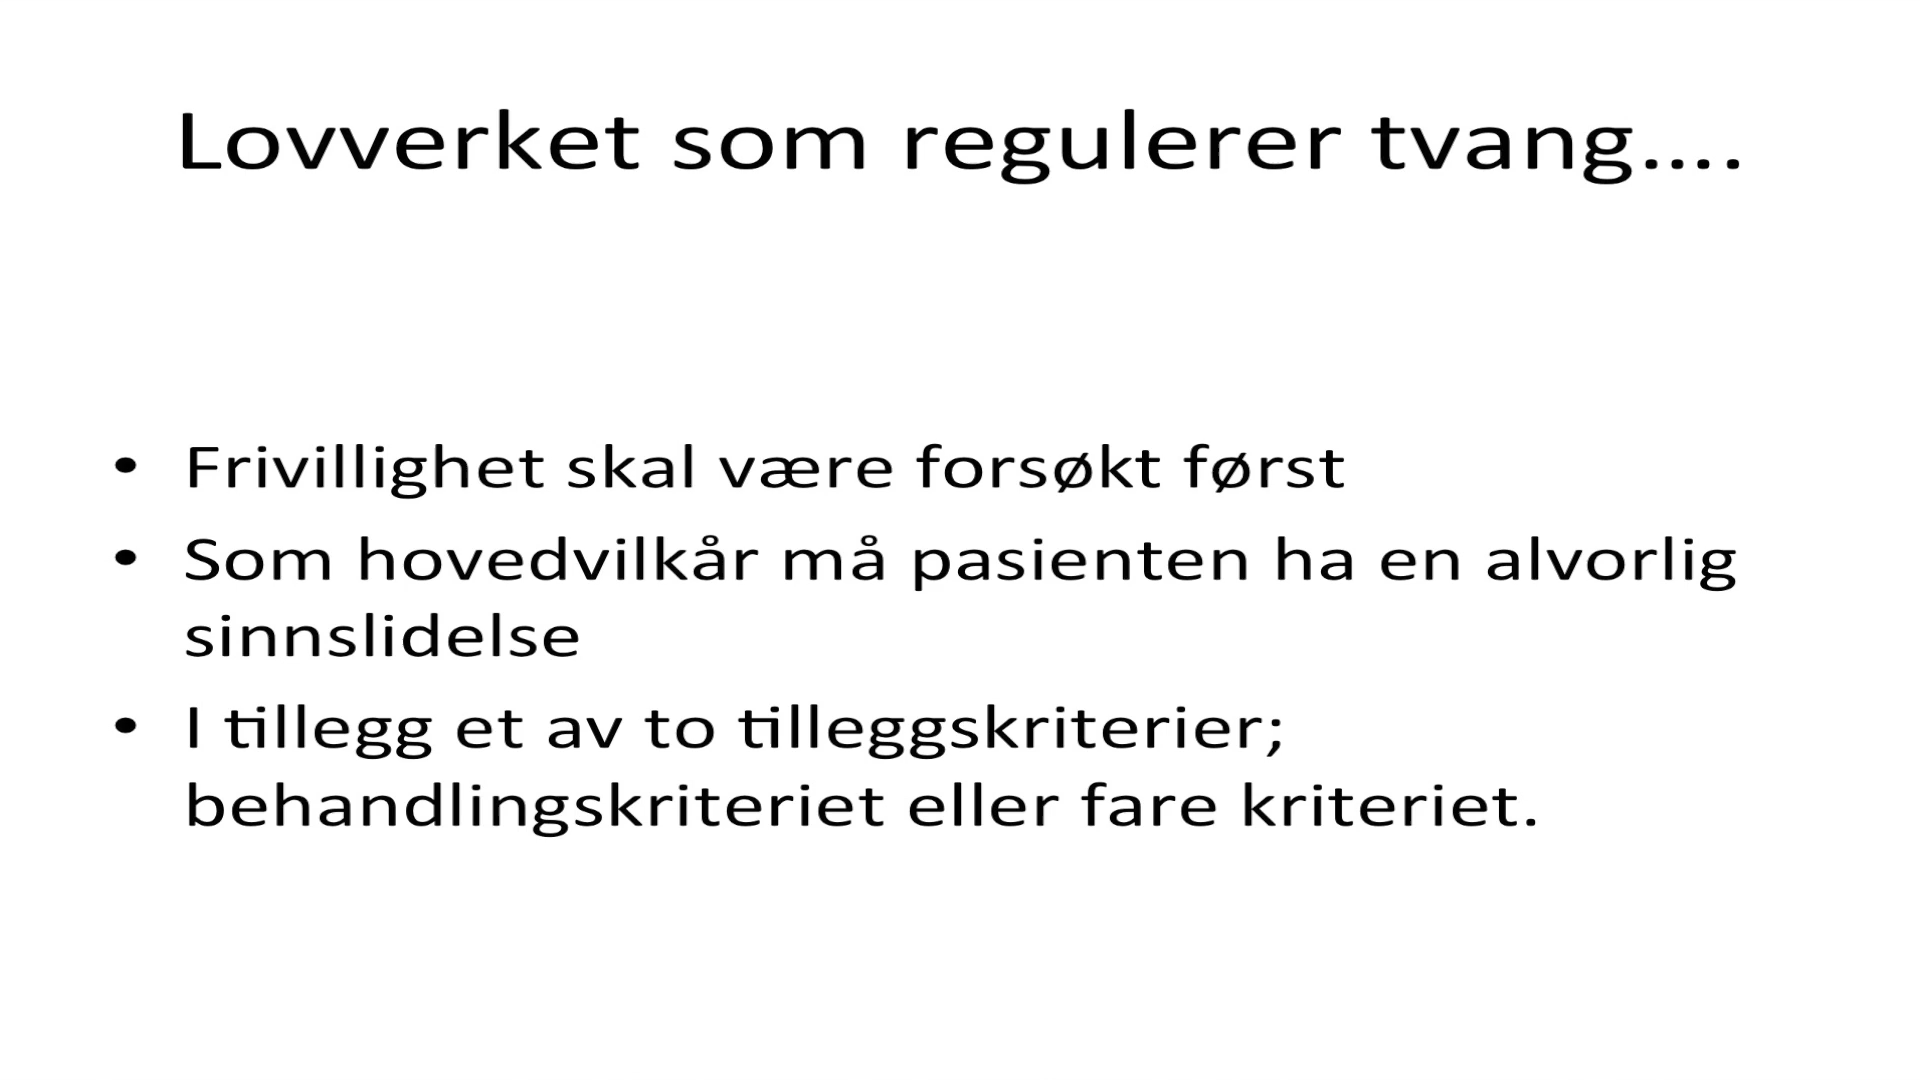 Lovverket som regulerer tvang....
• Frivillighet skal være forsøkt først
• Som hovedvilkår må pasienten ha en alvorlig
sinnslidelse
• I tillegg et av to tilleggskriterier;
behandlingskriteriet eller fare kriteriet.